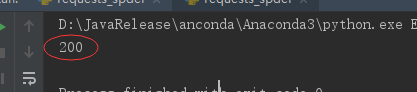 requests_spder
D:\JavaRelease\anconda\Anaconda3\python.exe E
200
Process finished with exit code 0